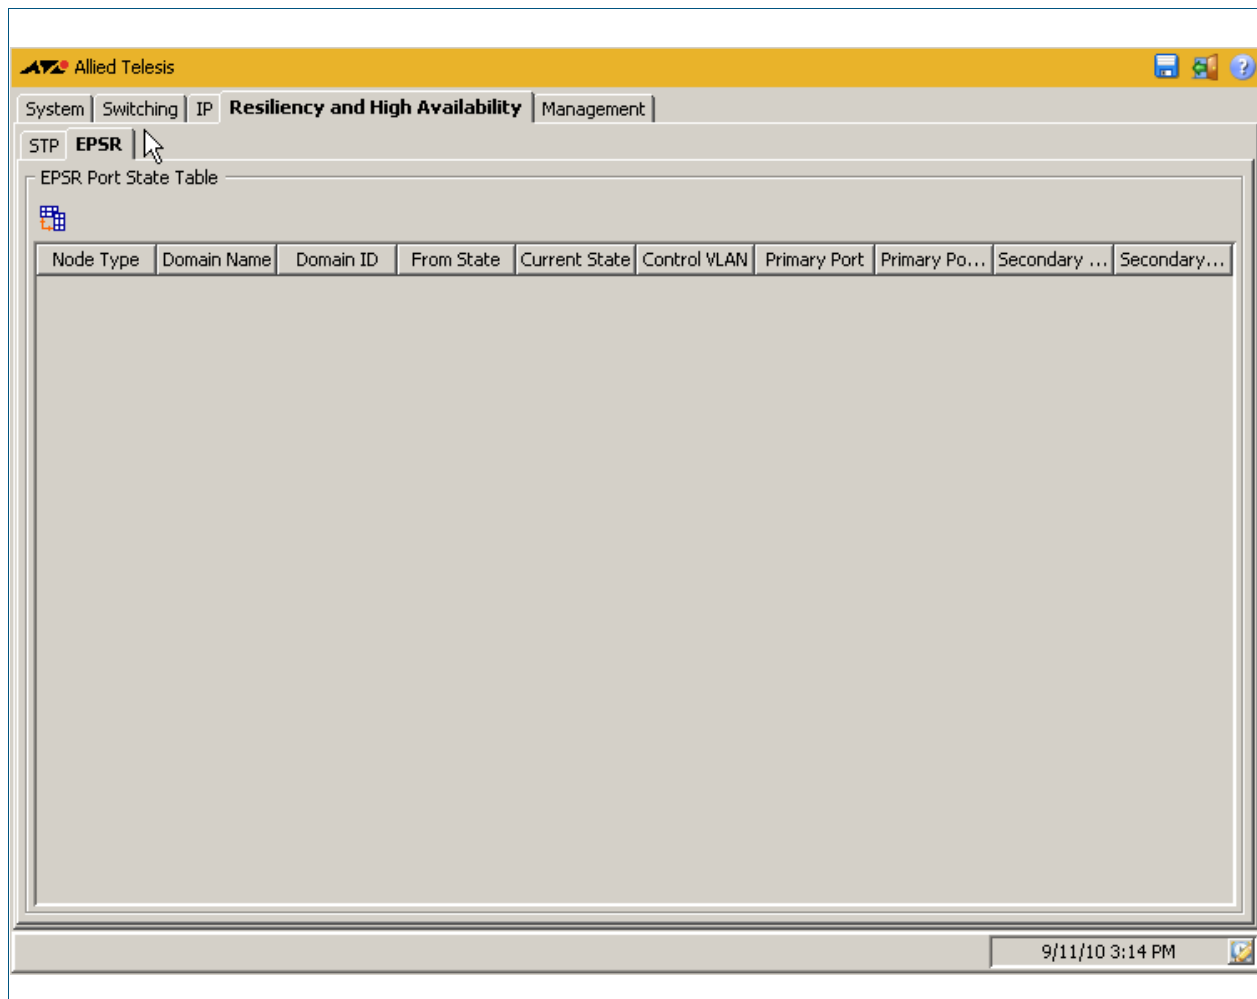 Allied Telesis
System Switching IP Resiliency and High Availability Management
STP EPSR
EPSR Port State Table
Node Type Domain Name Domain ID From State Current State Control VLAN Primary Port Primary Po... Secondary ... Secondary...
9/11/10 3:14 PM